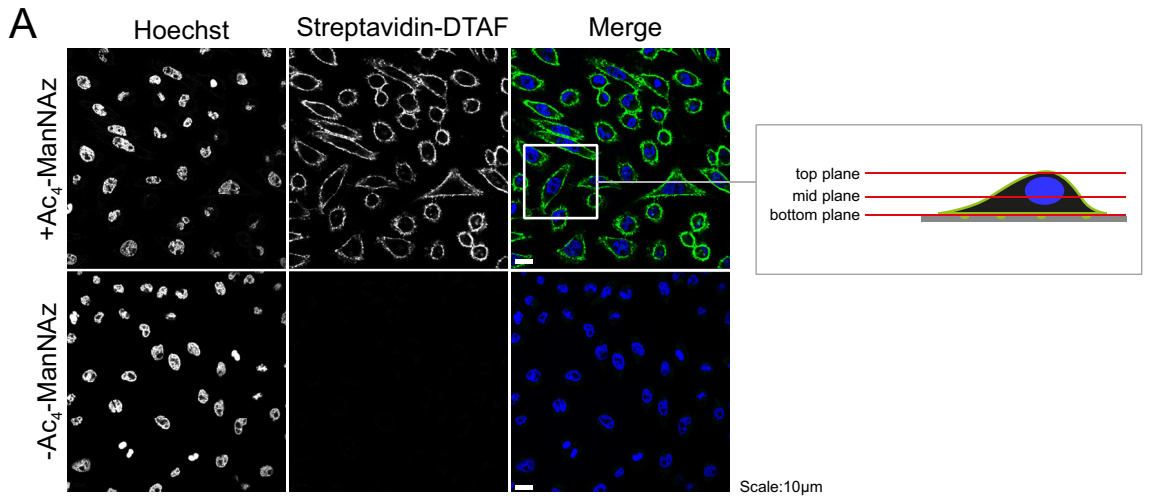 A
Hoechst
Streptavidin-DTAF
Merge
+Ac₄-ManNAz
top plane
mid plane
bottom plane
-Ac₄-ManNAz
Scale:10µm